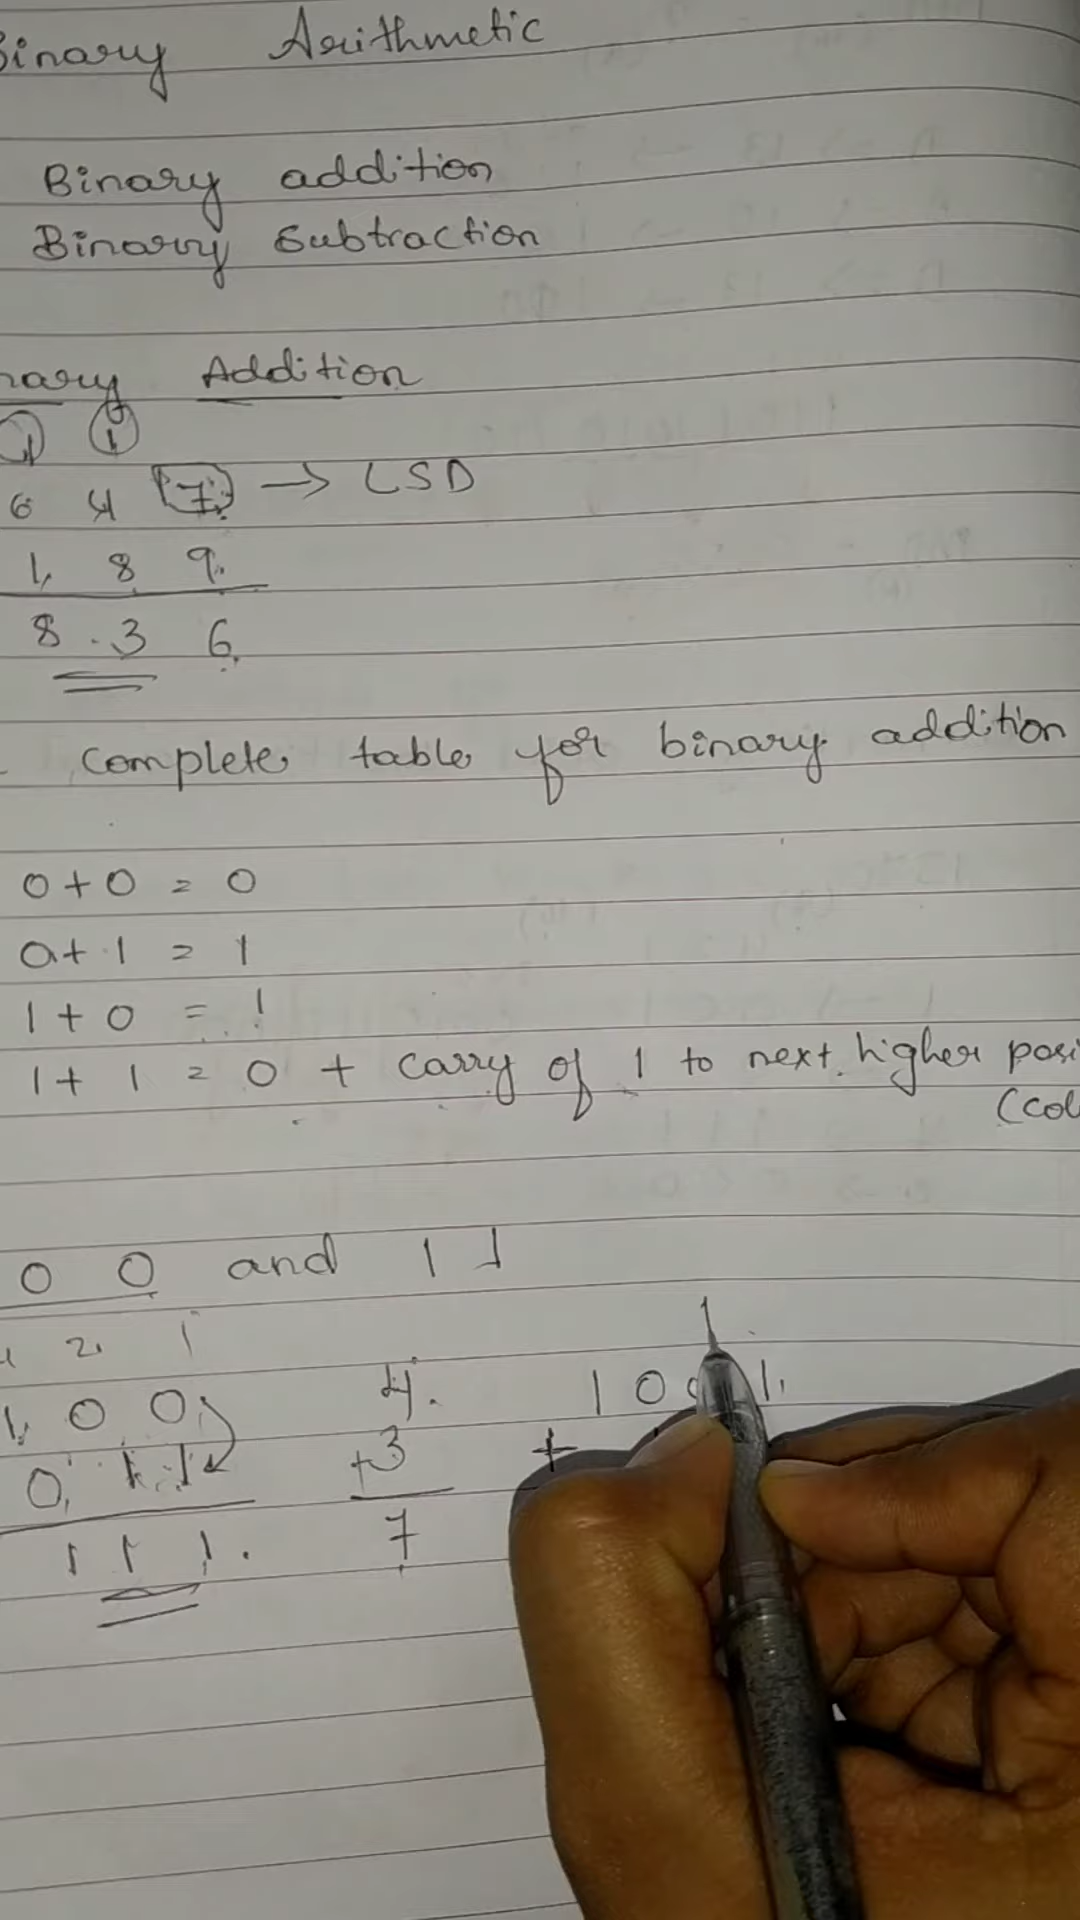 Binary Arithmetic
Binary addition
Binary Subtraction
Addition
1 1
6 4 7 → LSD
1 8 9
8 3 6
complete table for binary addition
0 + 0 = 0
0 + 1 = 1
1 + 0 = 1
1 + 1 = 0 + carry of 1 to next higher
0 0 and 1 1
2 1 1
1 0 0 4 1 0 1
0 1 1 +3 +
1 1 1 7